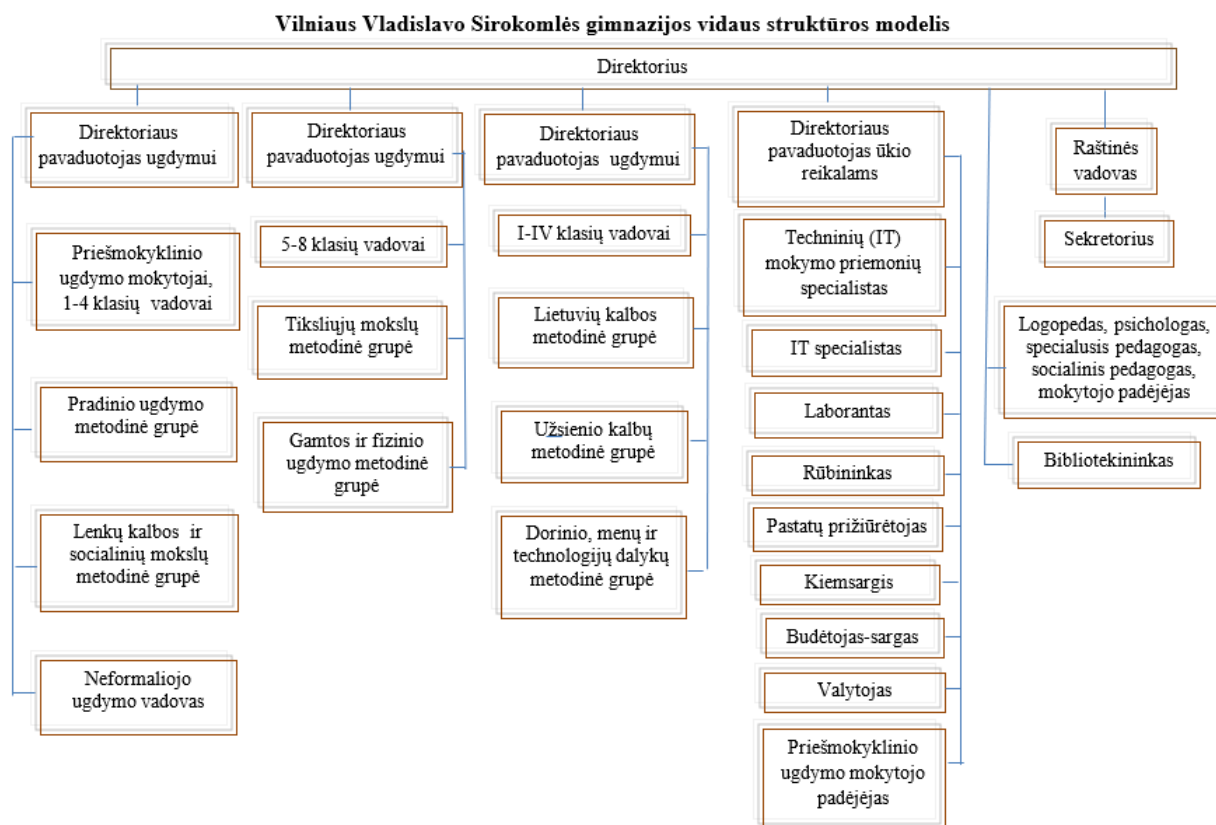 Vilniaus Vladislavo Sirokomlės gimnazijos vidaus struktūros modelis
Direktorius
Direktoriaus
pavaduotojas ugdymui
Priešmokyklinio
ugdymo mokytojai,
1-4 klasių vadovai
Pradinio ugdymo
metodinė grupė
Lenkų kalbos ir
socialinių mokslų
metodinė grupė
Neformaliojo
ugdymo vadovas
Direktoriaus
pavaduotojas ugdymui
5-8 klasių vadovai
Tiksliųjų mokslų
metodinė grupė
Gamtos ir fizinio
ugdymo metodinė
grupė
Direktoriaus
pavaduotojas ugdymui
I-IV klasių vadovai
Lietuvių kalbos
metodinė grupė
Užsienio kalbų
metodinė grupė
Dorinio, menų ir
technologijų dalykų
metodinė grupė
Direktoriaus
pavaduotojas ūkio
reikalams
Techninių (IT)
mokymo priemonių
specialistas
IT specialistas
Laborantas
Rūbininkas
Pastatų prižiūrėtojas
Kiemsargis
Budėtojas-sargas
Valytojas
Priešmokyklinio
ugdymo mokytojo
padėjėjas
Raštinės
vadovas
Sekretorius
Logopedas, psichologas,
specialusis pedagogas,
socialinis pedagogas,
mokytojo padėjėjas
Bibliotekininkas